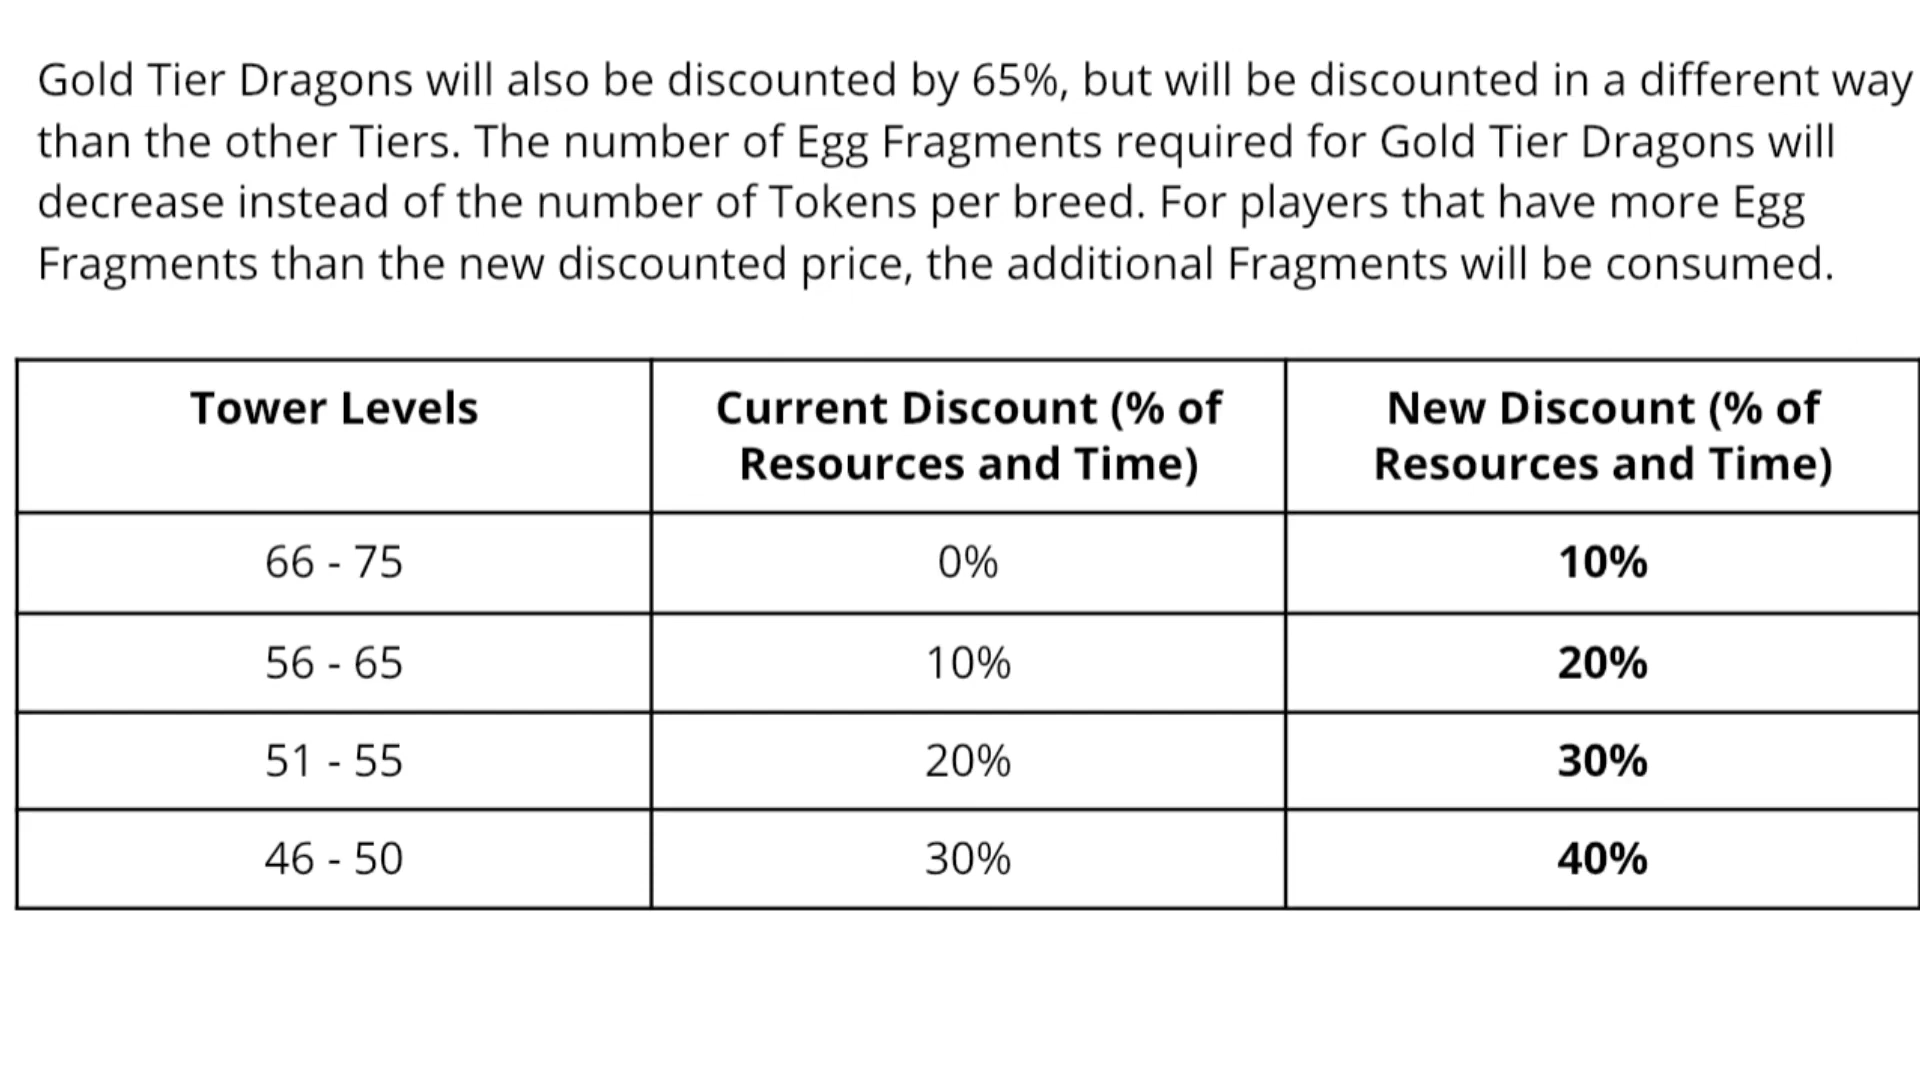 Gold Tier Dragons will also be discounted by 65%, but will be discounted in a different way
than the other Tiers. The number of Egg Fragments required for Gold Tier Dragons will
decrease instead of the number of Tokens per breed. For players that have more Egg
Fragments than the new discounted price, the additional Fragments will be consumed.
Tower Levels
Current Discount (% of
Resources and Time)
New Discount (% of
Resources and Time)
66 - 75
0%
10%
56 - 65
10%
20%
51 - 55
20%
30%
46 - 50
30%
40%